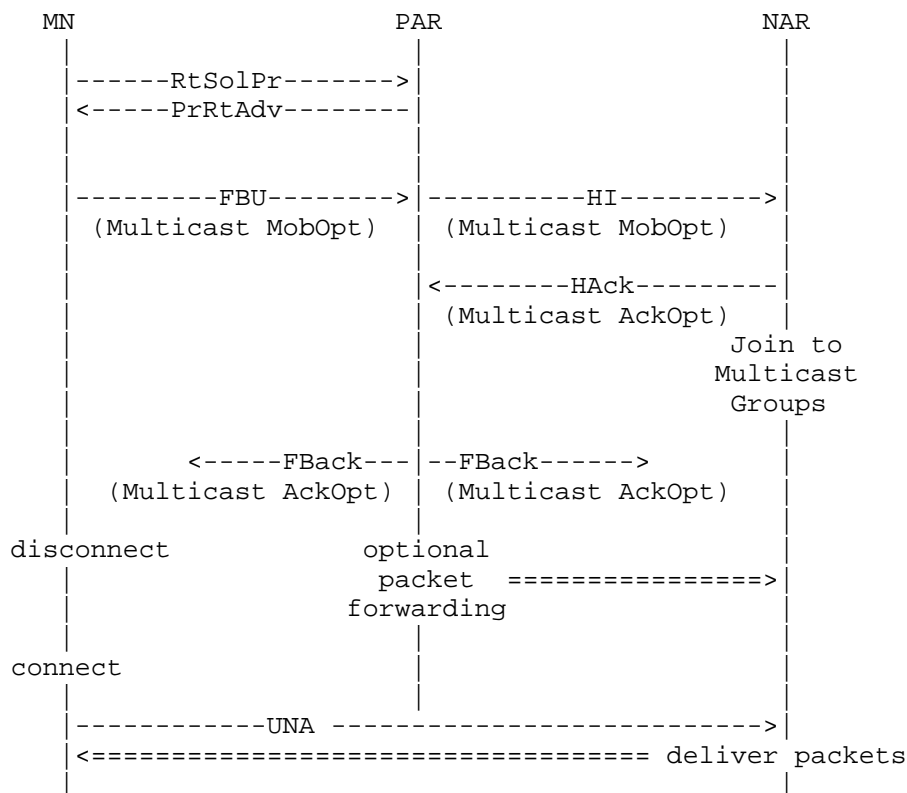 MN PAR NAR
------RtSolPr------->
<-----PrRtAdv--------
---------FBU--------> ----------HI--------->
(Multicast MobOpt) (Multicast MobOpt)
<--------HAck---------
(Multicast AckOpt)
Join to
Multicast
Groups
<-----FBack--- --FBack------>
(Multicast AckOpt) (Multicast AckOpt)
disconnect optional
packet ================>
forwarding
connect
------------UNA --------------------------->
<=================================== deliver packets